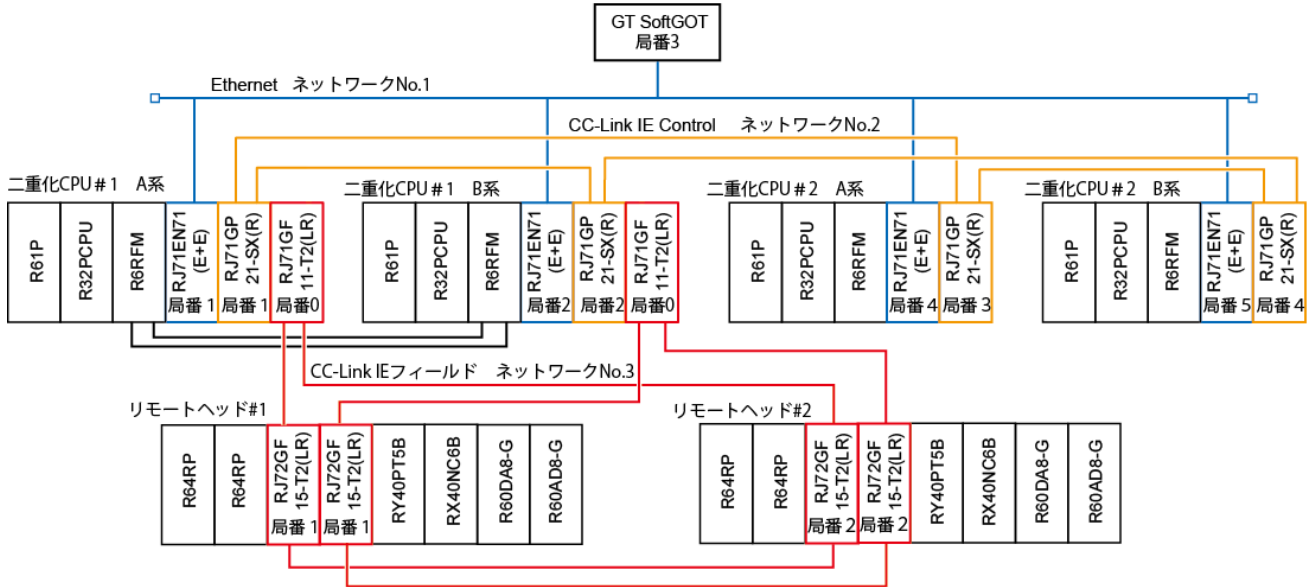 GT SoftGOT
局番3
Ethernet ネットワークNo.1
CC-Link IE Control ネットワークNo.2
二重化CPU＃1 A系
R61P
R32PCPU
R6RFM
RJ71EN71
(E+E)
局番 1
RJ71GP
21-SX(R)
局番 1
RJ71GF
11-T2(LR)
局番0
二重化CPU＃1 B系
R61P
R32PCPU
R6RFM
RJ71EN71
(E+E)
局番2
RJ71GP
21-SX(R)
局番2
RJ71GF
11-T2(LR)
局番0
二重化CPU＃2 A系
R61P
R32PCPU
R6RFM
RJ71EN71
(E+E)
局番 4
RJ71GP
21-SX(R)
局番 3
二重化CPU＃2 B系
R61P
R32PCPU
R6RFM
RJ71EN71
(E+E)
局番 5
RJ71GP
21-SX(R)
局番 4
CC-Link IEフィールド ネットワークNo.3
リモートヘッド#1
R64RP
R64RP
RJ72GF
15-T2(LR)
局番 1
RJ72GF
15-T2(LR)
局番 1
RY40PT5B
RX40NC6B
R60DA8-G
R60AD8-G
リモートヘッド#2
R64RP
R64RP
RJ72GF
15-T2(LR)
局番 2
RJ72GF
15-T2(LR)
局番 2
RY40PT5B
RX40NC6B
R60DA8-G
R60AD8-G